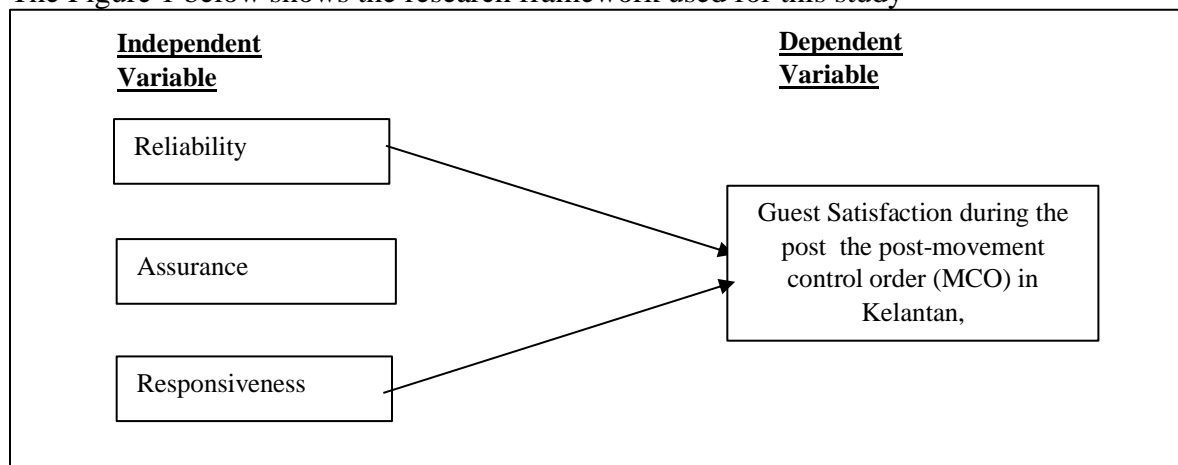 The Figure 1 below shows the research framework used for this study
Independent
Variable
Dependent
Variable
Reliability
Assurance
Responsiveness
Guest Satisfaction during the
post the post-movement
control order (MCO) in
Kelantan,